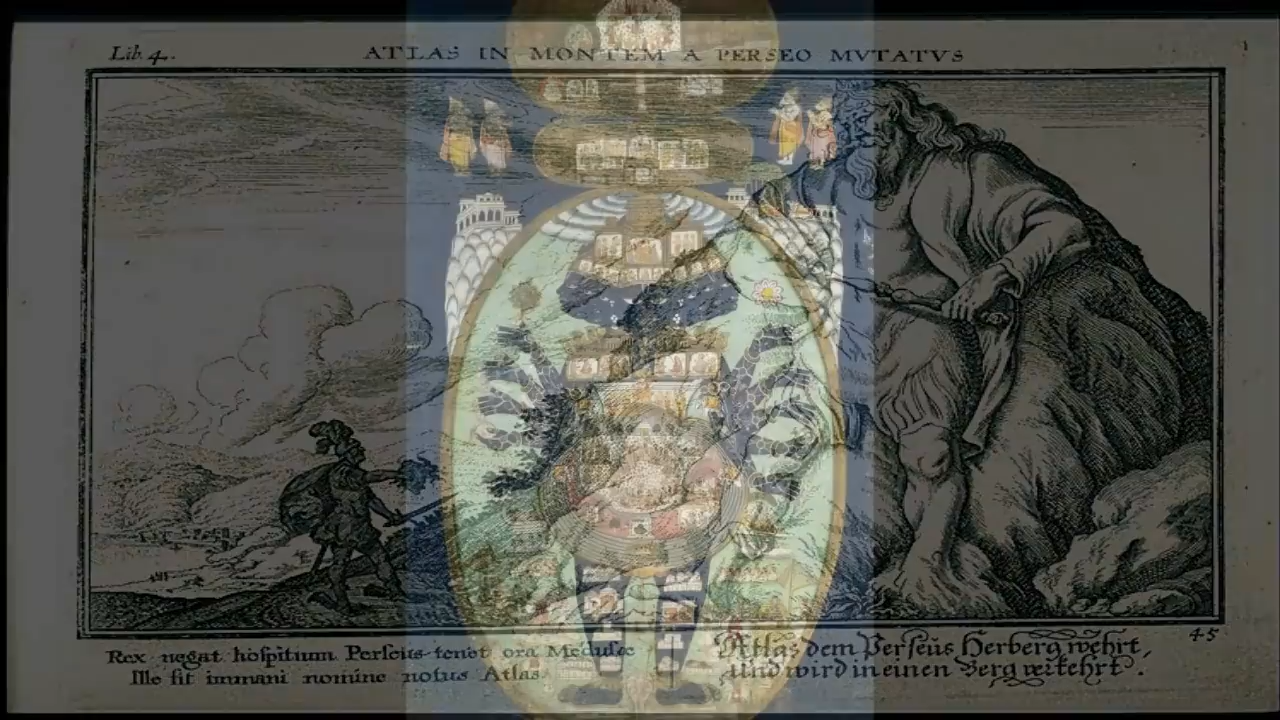 Lib. 4.
ATLAS IN MONTEM A PERSEO MVTATVS
Rex negat hoſpitium Perſeus tenet ora Meduſæ
Ille fit immani nomine notus Atlas
Atlas dem Perſeus Herberg wehrt,
Und wird in einen Berg verkehrt.
45